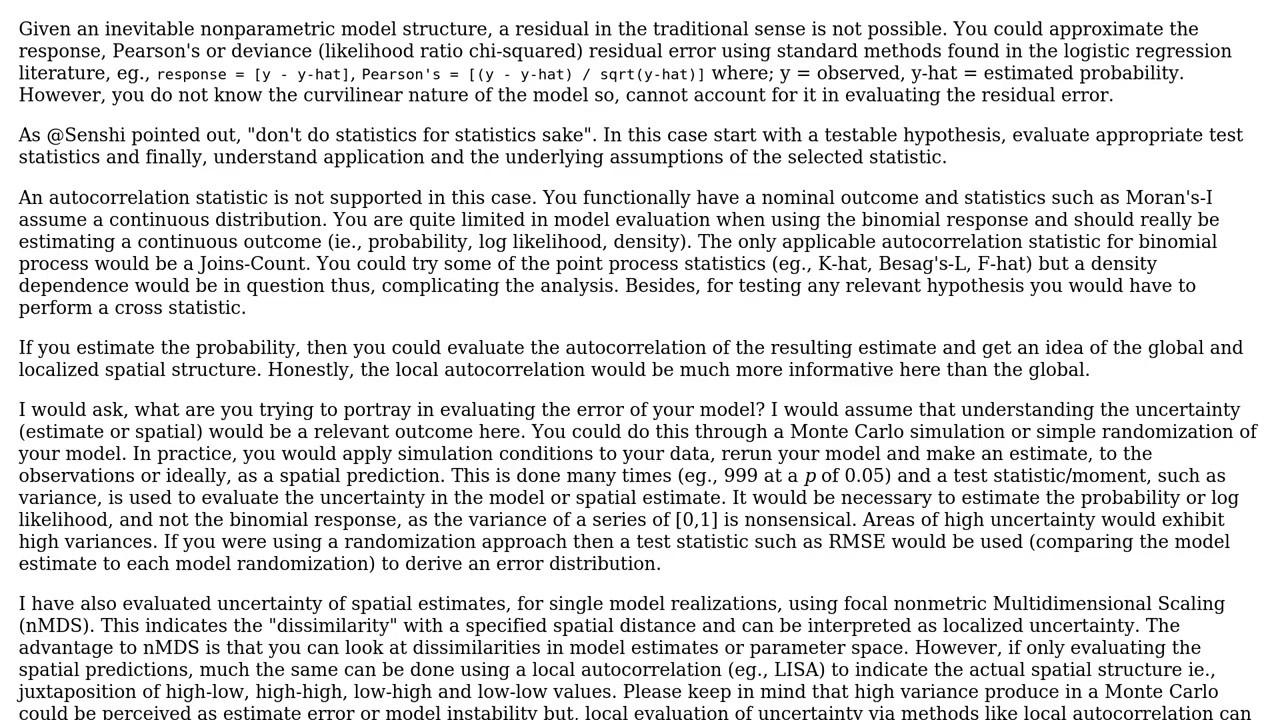 Given an inevitable nonparametric model structure, a residual in the traditional sense is not possible. You could approximate the
response, Pearson's or deviance (likelihood ratio chi-squared) residual error using standard methods found in the logistic regression
literature, eg., response = [y - y-hat], Pearson's = [(y - y-hat) / sqrt(y-hat)] where; y = observed, y-hat = estimated probability.
However, you do not know the curvilinear nature of the model so, cannot account for it in evaluating the residual error.
As @Senshi pointed out, "don't do statistics for statistics sake". In this case start with a testable hypothesis, evaluate appropriate test
statistics and finally, understand application and the underlying assumptions of the selected statistic.
An autocorrelation statistic is not supported in this case. You functionally have a nominal outcome and statistics such as Moran's-I
assume a continuous distribution. You are quite limited in model evaluation when using the binomial response and should really be
estimating a continuous outcome (ie., probability, log likelihood, density). The only applicable autocorrelation statistic for binomial
process would be a Joins-Count. You could try some of the point process statistics (eg., K-hat, Besag's-L, F-hat) but a density
dependence would be in question thus, complicating the analysis. Besides, for testing any relevant hypothesis you would have to
perform a cross statistic.
If you estimate the probability, then you could evaluate the autocorrelation of the resulting estimate and get an idea of the global and
localized spatial structure. Honestly, the local autocorrelation would be much more informative here than the global.
I would ask, what are you trying to portray in evaluating the error of your model? I would assume that understanding the uncertainty
(estimate or spatial) would be a relevant outcome here. You could do this through a Monte Carlo simulation or simple randomization of
your model. In practice, you would apply simulation conditions to your data, rerun your model and make an estimate, to the
observations or ideally, as a spatial prediction. This is done many times (eg., 999 at a p of 0.05) and a test statistic/moment, such as
variance, is used to evaluate the uncertainty in the model or spatial estimate. It would be necessary to estimate the probability or log
likelihood, and not the binomial response, as the variance of a series of [0,1] is nonsensical. Areas of high uncertainty would exhibit
high variances. If you were using a randomization approach then a test statistic such as RMSE would be used (comparing the model
estimate to each model randomization) to derive an error distribution.
I have also evaluated uncertainty of spatial estimates, for single model realizations, using focal nonmetric Multidimensional Scaling
(nMDS). This indicates the "dissimilarity" with a specified spatial distance and can be interpreted as localized uncertainty. The
advantage to nMDS is that you can look at dissimilarities in model estimates or parameter space. However, if only evaluating the
spatial predictions, much the same can be done using a local autocorrelation (eg., LISA) to indicate the actual spatial structure ie.,
juxtaposition of high-low, high-high, low-high and low-low values. Please keep in mind that high variance produce in a Monte Carlo
could be perceived as estimate error or model instability but, local evaluation of uncertainty via methods like local autocorrelation can